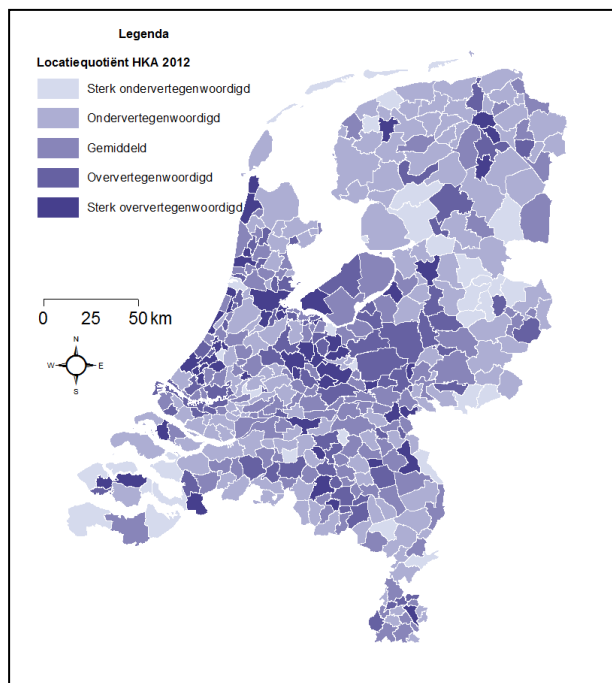 Legenda
Locatiequotiënt HKA 2012
Sterk ondervertegenwoordigd
Ondervertegenwoordigd
Gemiddeld
Oververtegenwoordigd
Sterk oververtegenwoordigd
0 25 50 km
N
W E
S